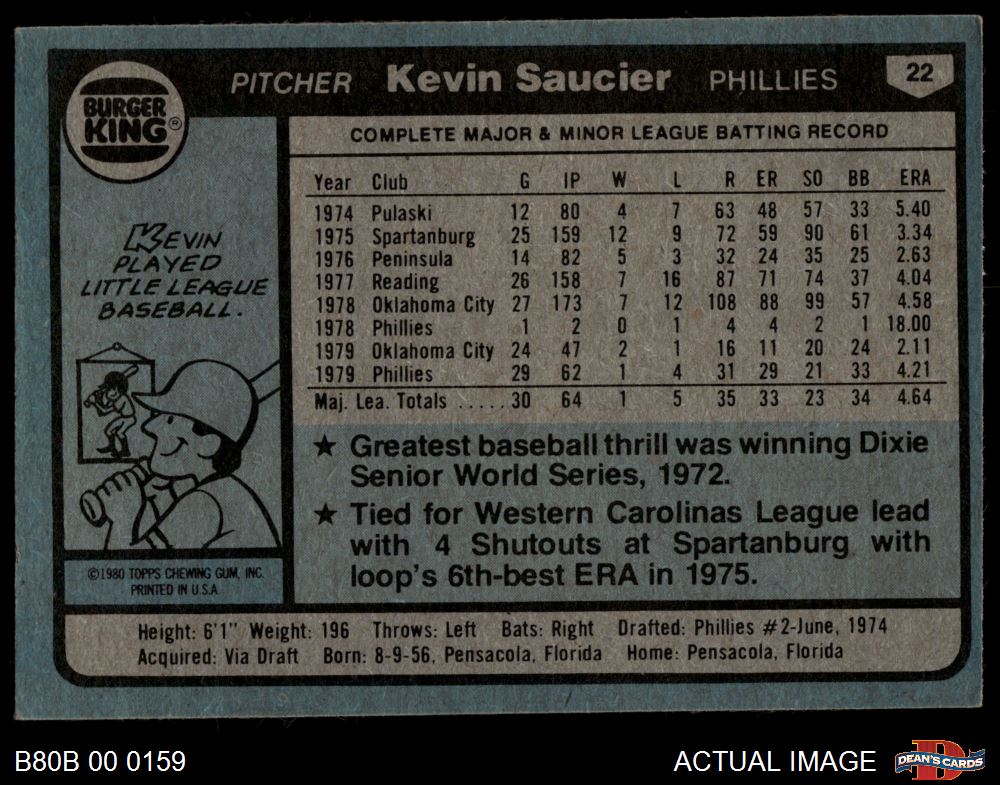 BURGER
KING®
PITCHER Kevin Saucier PHILLIES 22
COMPLETE MAJOR & MINOR LEAGUE BATTING RECORD
Year Club G IP W L R ER SO BB ERA
1974 Pulaski 12 80 4 7 63 48 57 33 5.40
1975 Spartanburg 25 159 12 9 72 59 90 61 3.34
1976 Peninsula 14 82 5 3 32 24 35 25 2.63
1977 Reading 26 158 7 16 87 71 74 37 4.04
1978 Oklahoma City 27 173 7 12 108 88 99 57 4.58
1978 Phillies 1 2 0 1 4 4 2 1 18.00
1979 Oklahoma City 24 47 2 1 16 11 20 24 2.11
1979 Phillies 29 62 1 4 31 29 21 33 4.21
Maj. Lea. Totals ..... 30 64 1 5 35 33 23 34 4.64
KEVIN
PLAYED
LITTLE LEAGUE
BASEBALL.
★ Greatest baseball thrill was winning Dixie
Senior World Series, 1972.
★ Tied for Western Carolinas League lead
with 4 Shutouts at Spartanburg with
loop's 6th-best ERA in 1975.
©1980 TOPPS CHEWING GUM, INC.
PRINTED IN U.S.A.
Height: 6'1" Weight: 196 Throws: Left Bats: Right Drafted: Phillies #2-June, 1974
Acquired: Via Draft Born: 8-9-56, Pensacola, Florida Home: Pensacola, Florida
B80B 00 0159
ACTUAL IMAGE
DEAN'S CARDS